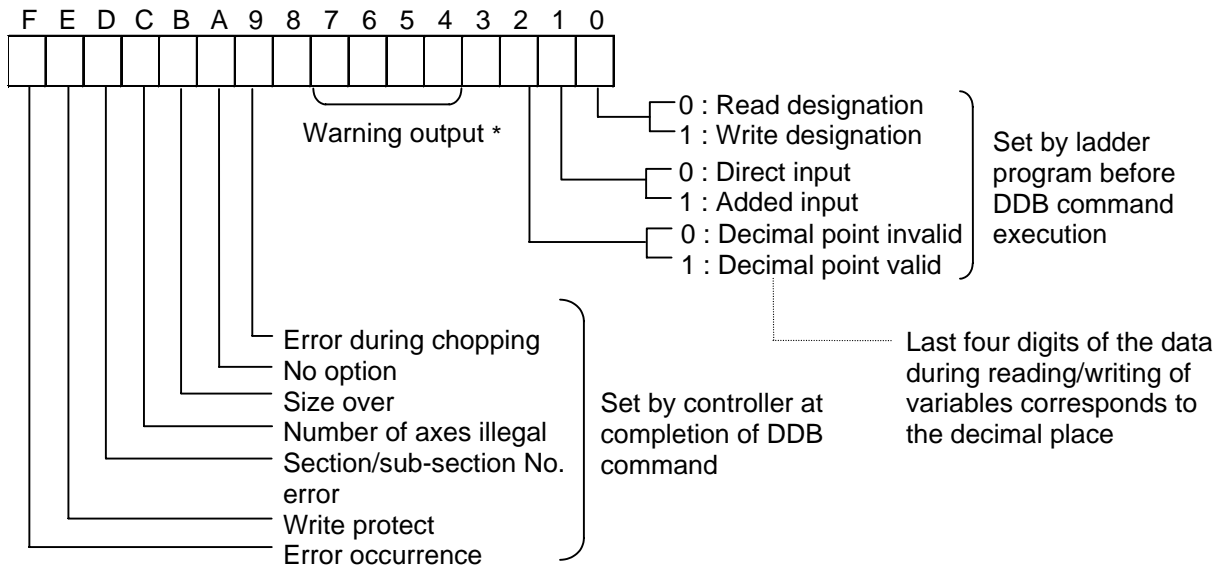 F E D C B A 9 8 7 6 5 4 3 2 1 0
Warning output *
0 : Read designation
1 : Write designation
0 : Direct input
1 : Added input
0 : Decimal point invalid
1 : Decimal point valid
Set by ladder
program before
DDB command
execution
Error during chopping
No option
Size over
Number of axes illegal
Section/sub-section No.
error
Write protect
Error occurrence
Set by controller at
completion of DDB
command
Last four digits of the data
during reading/writing of
variables corresponds to
the decimal place